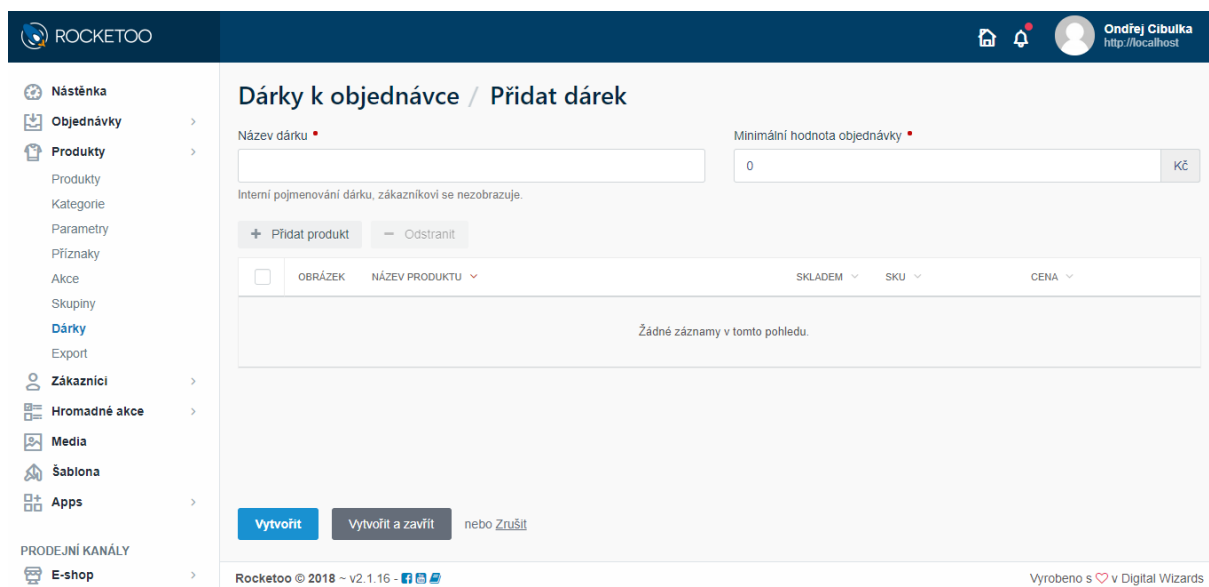 ROCKETOO
Ondřej Cibulka
http://localhost
Nástěnka
Objednávky
Produkty
Produkty
Kategorie
Parametry
Příznaky
Akce
Skupiny
Dárky
Export
Zákazníci
Hromadné akce
Media
Šablona
Apps
PRODEJNÍ KANÁLY
E-shop
Dárky k objednávce / Přidat dárek
Název dárku
Minimální hodnota objednávky
0 Kč
Interní pojmenování dárku, zákazníkovi se nezobrazuje.
+ Přidat produkt − Odstranit
OBRÁZEK NÁZEV PRODUKTU SKLADEM SKU CENA
Žádné záznamy v tomto pohledu.
Vytvořit Vytvořit a zavřít nebo Zrušit
Rocketoo © 2018 ~ v2.1.16 -
Vyrobeno s ♡ v Digital Wizards